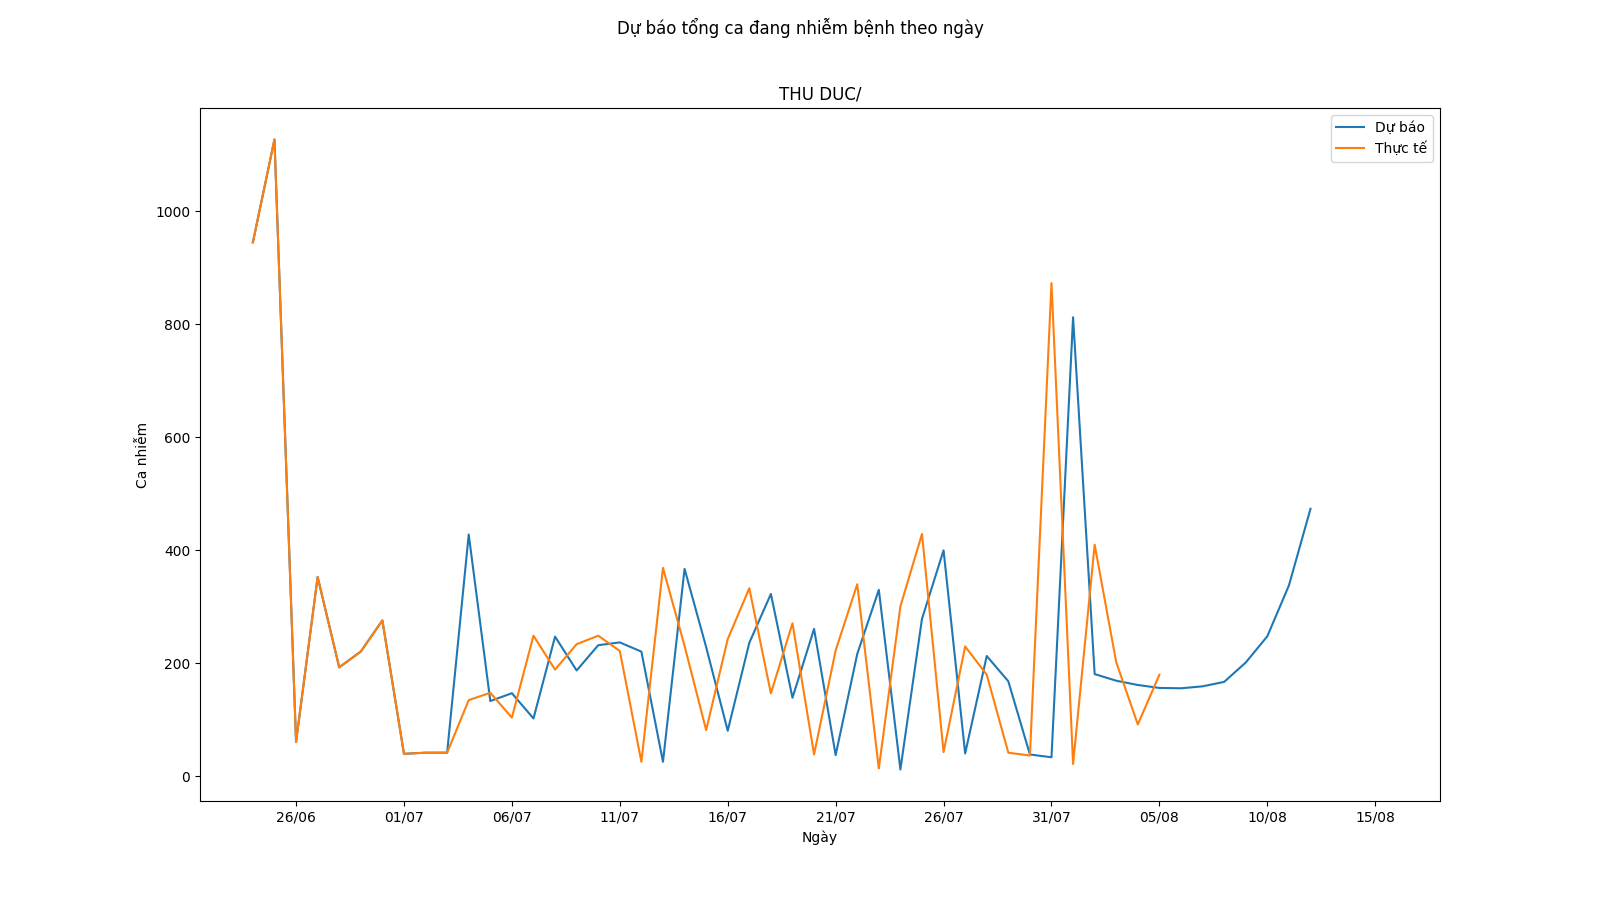 Dự báo tổng ca đang nhiễm bệnh theo ngày
THU DUC/
Dự báo
Thực tế
1000
800
600
400
200
0
Ca nhiễm
26/06 01/07 06/07 11/07 16/07 21/07 26/07 31/07 05/08 10/08 15/08
Ngày